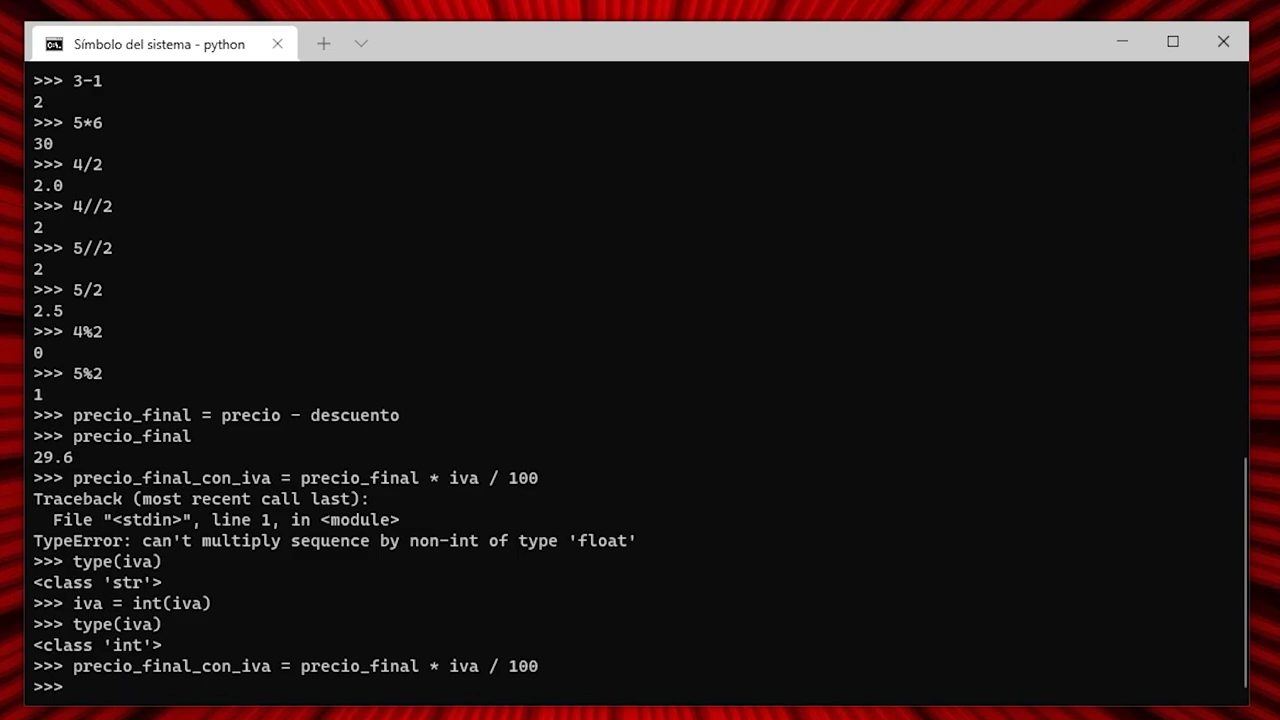 Símbolo del sistema - python
>>> 3-1
2
>>> 5*6
30
>>> 4/2
2.0
>>> 4//2
2
>>> 5//2
2
>>> 5/2
2.5
>>> 4%2
0
>>> 5%2
1
>>> precio_final = precio - descuento
>>> precio_final
29.6
>>> precio_final_con_iva = precio_final * iva / 100
Traceback (most recent call last):
  File "<stdin>", line 1, in <module>
TypeError: can't multiply sequence by non-int of type 'float'
>>> type(iva)
<class 'str'>
>>> iva = int(iva)
>>> type(iva)
<class 'int'>
>>> precio_final_con_iva = precio_final * iva / 100
>>>